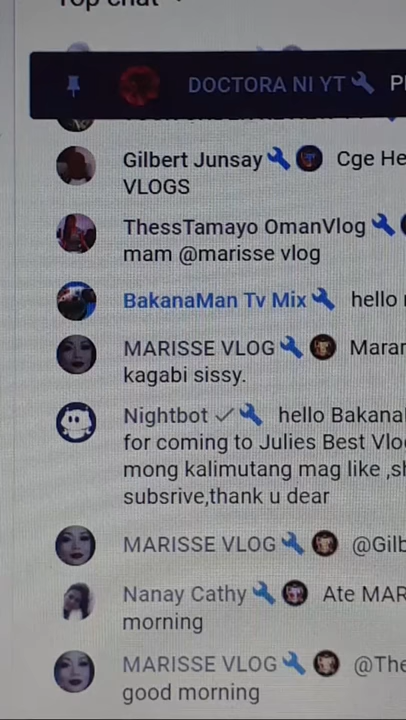 Top chat
DOCTORA NI YT
Gilbert Junsay Cge He
VLOGS
ThessTamayo OmanVlog
mam @marisse vlog
BakanaMan Tv Mix hello
MARISSE VLOG Marar
kagabi sissy.
Nightbot hello Bakana
for coming to Julies Best Vlo
mong kalimutang mag like ,sh
subsrive,thank u dear
MARISSE VLOG @Gilb
Nanay Cathy Ate MAR
morning
MARISSE VLOG @The
good morning